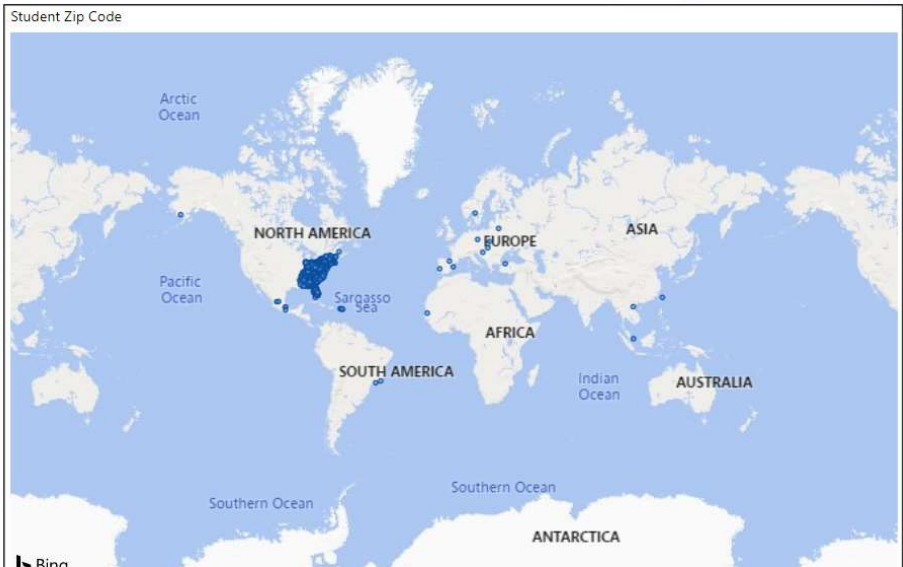 Student Zip Code
Arctic
Ocean
NORTH AMERICA
EUROPE
ASIA
Pacific
Ocean
Sargasso
Sea
AFRICA
SOUTH AMERICA
Indian
Ocean
AUSTRALIA
Southern Ocean
Southern Ocean
ANTARCTICA
Bing